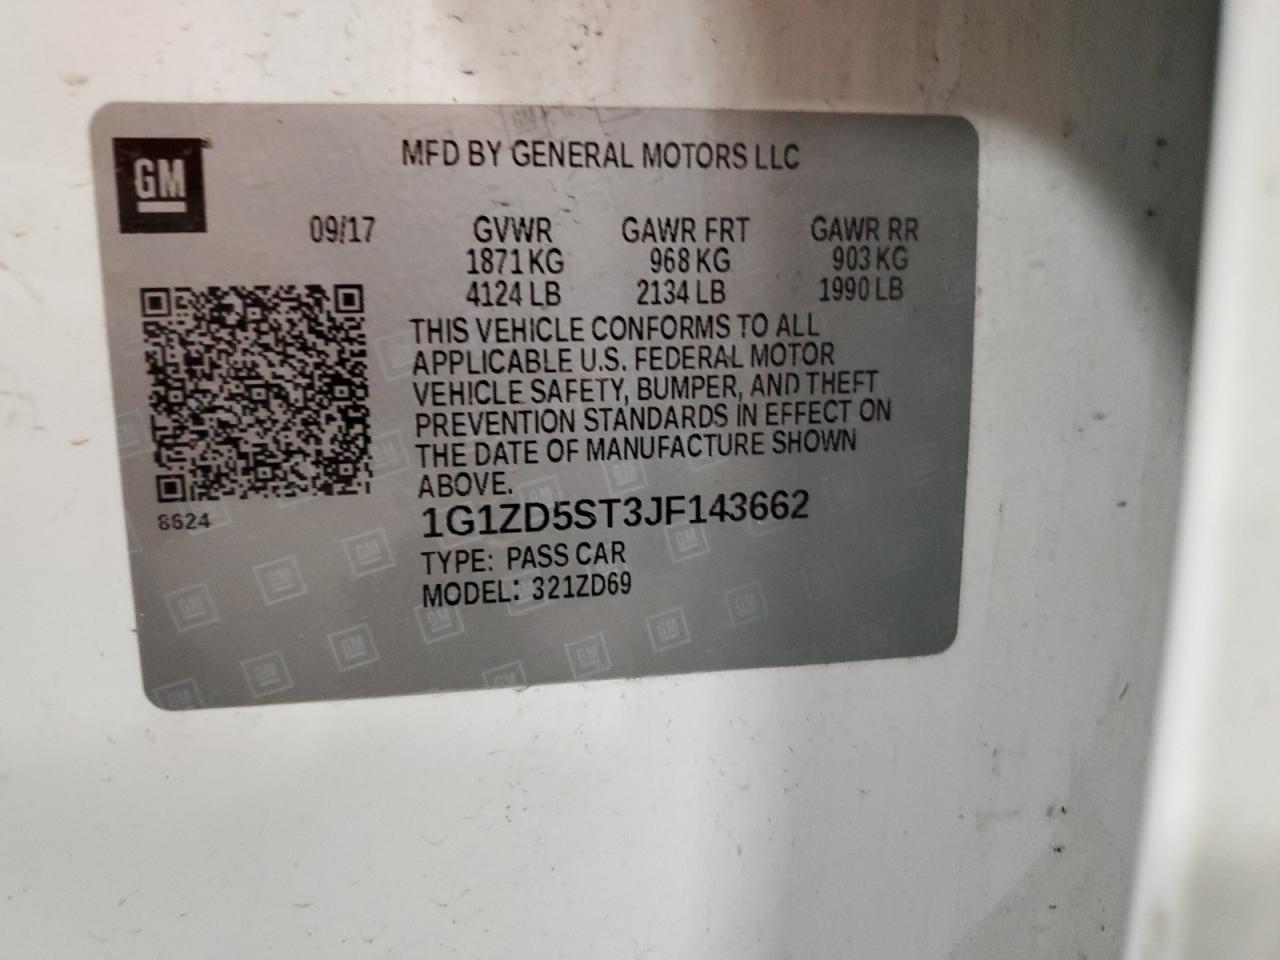 GM
MFD BY GENERAL MOTORS LLC
09/17 GVWR GAWR FRT GAWR RR
1871 KG 968 KG 903 KG
4124 LB 2134 LB 1990 LB
THIS VEHICLE CONFORMS TO ALL
APPLICABLE U.S. FEDERAL MOTOR
VEHICLE SAFETY, BUMPER, AND THEFT
PREVENTION STANDARDS IN EFFECT ON
THE DATE OF MANUFACTURE SHOWN
ABOVE.
8624
1G1ZD5ST3JF143662
TYPE: PASS CAR
MODEL: 321ZD69